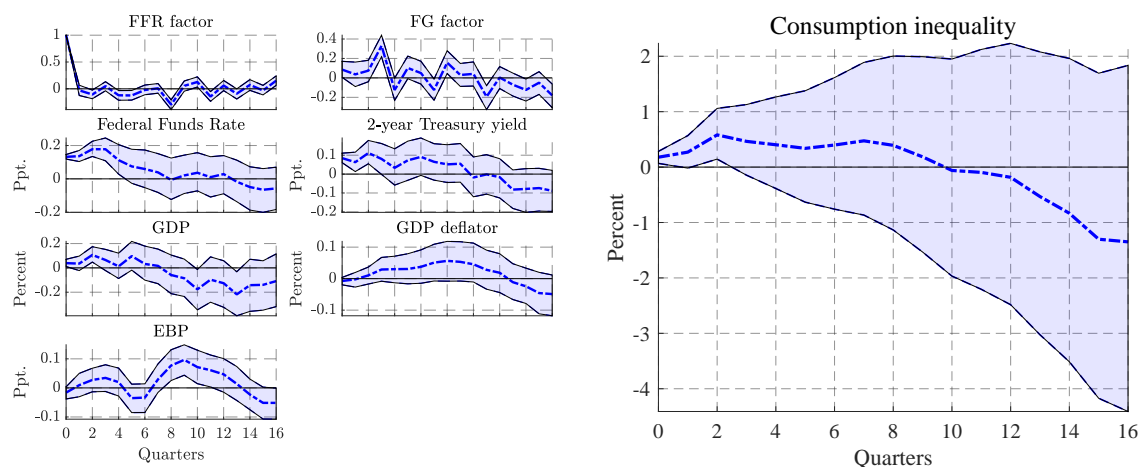 FFR factor
1
0.5
0
FG factor
0.4
0.2
0
-0.2
Federal Funds Rate
Ppt.
0.2
0
-0.2
2-year Treasury yield
Ppt.
0.1
0
-0.1
-0.2
GDP
Percent
0.2
0
-0.2
GDP deflator
Percent
0.1
0
-0.1
EBP
Ppt.
0.1
0
-0.1
0 2 4 6 8 10 12 14 16
Quarters
Consumption inequality
Percent
2
1
0
-1
-2
-3
-4
0 2 4 6 8 10 12 14 16
Quarters